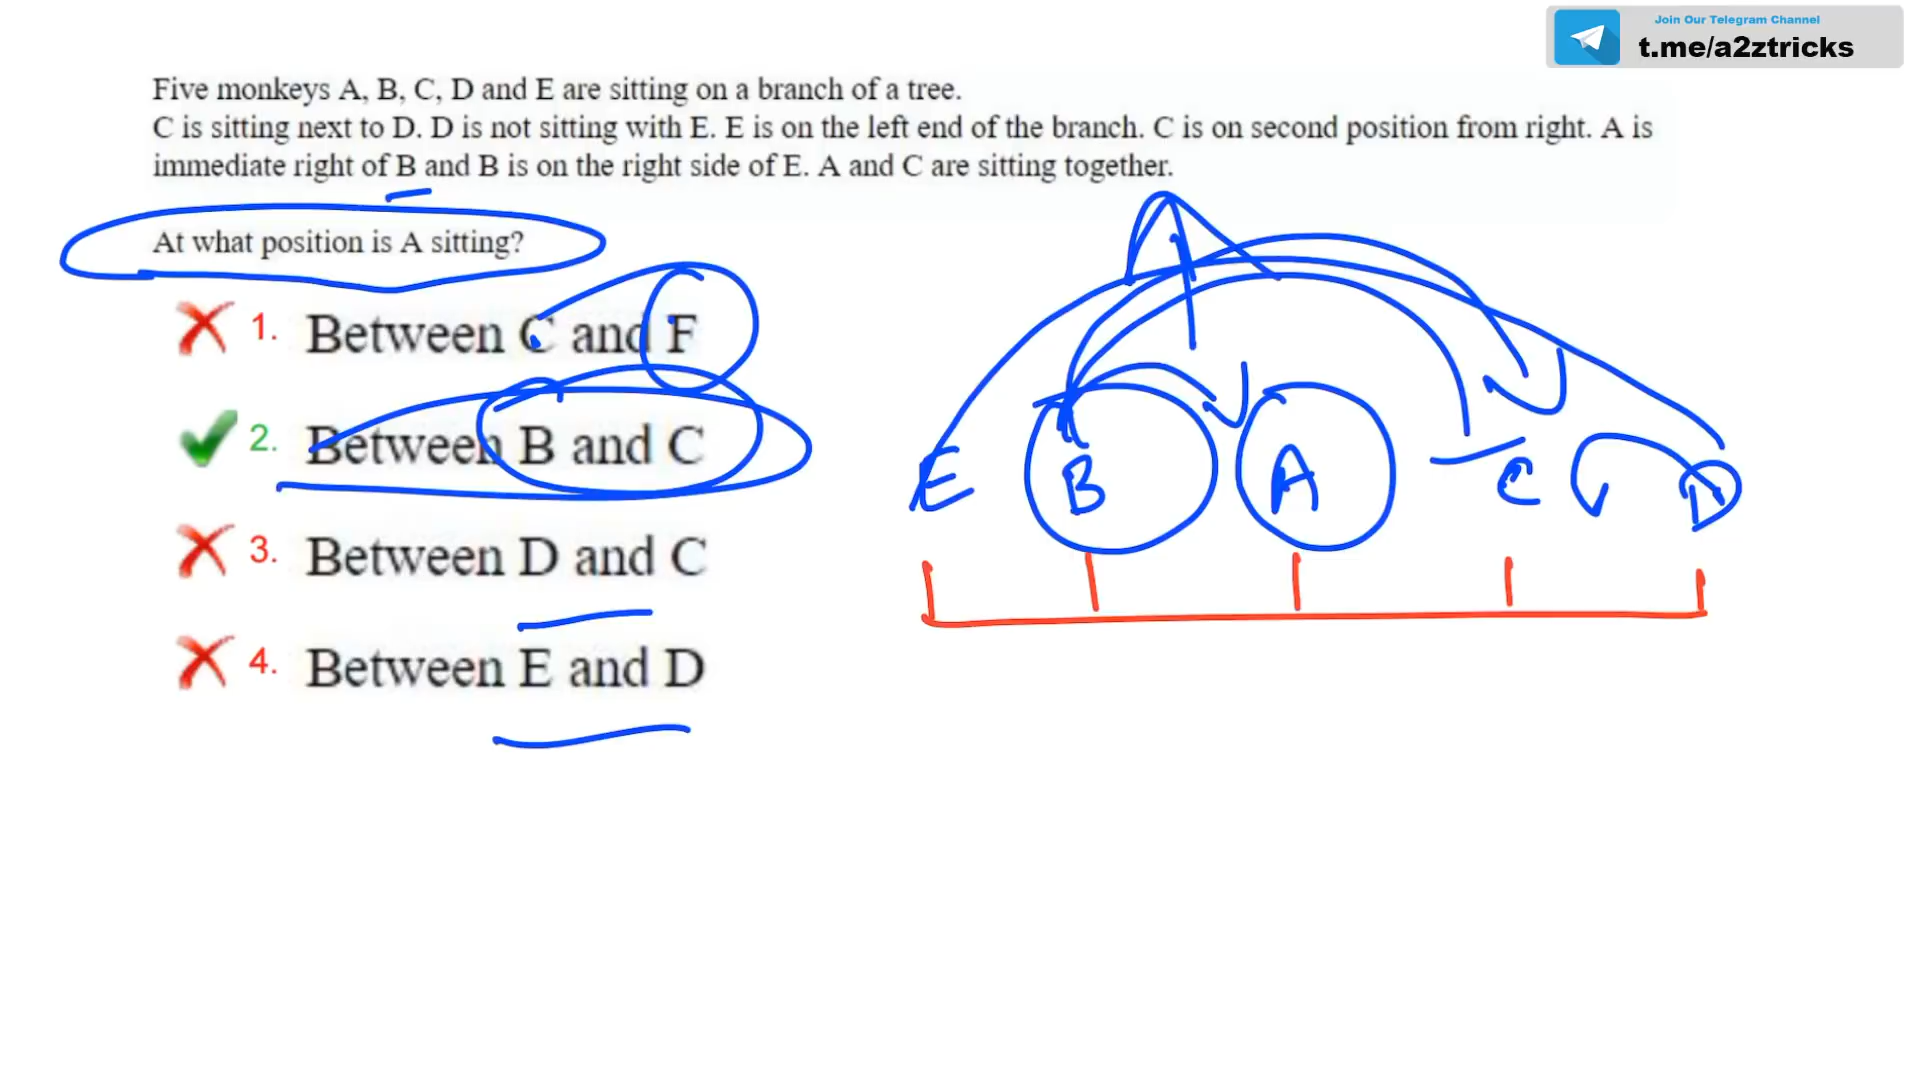 Join Our Telegram Channel
t.me/a2ztricks
Five monkeys A, B, C, D and E are sitting on a branch of a tree.
C is sitting next to D. D is not sitting with E. E is on the left end of the branch. C is on second position from right. A is
immediate right of B and B is on the right side of E. A and C are sitting together.
At what position is A sitting?
1. Between C and F
2. Between B and C
3. Between D and C
4. Between E and D
E B A C D